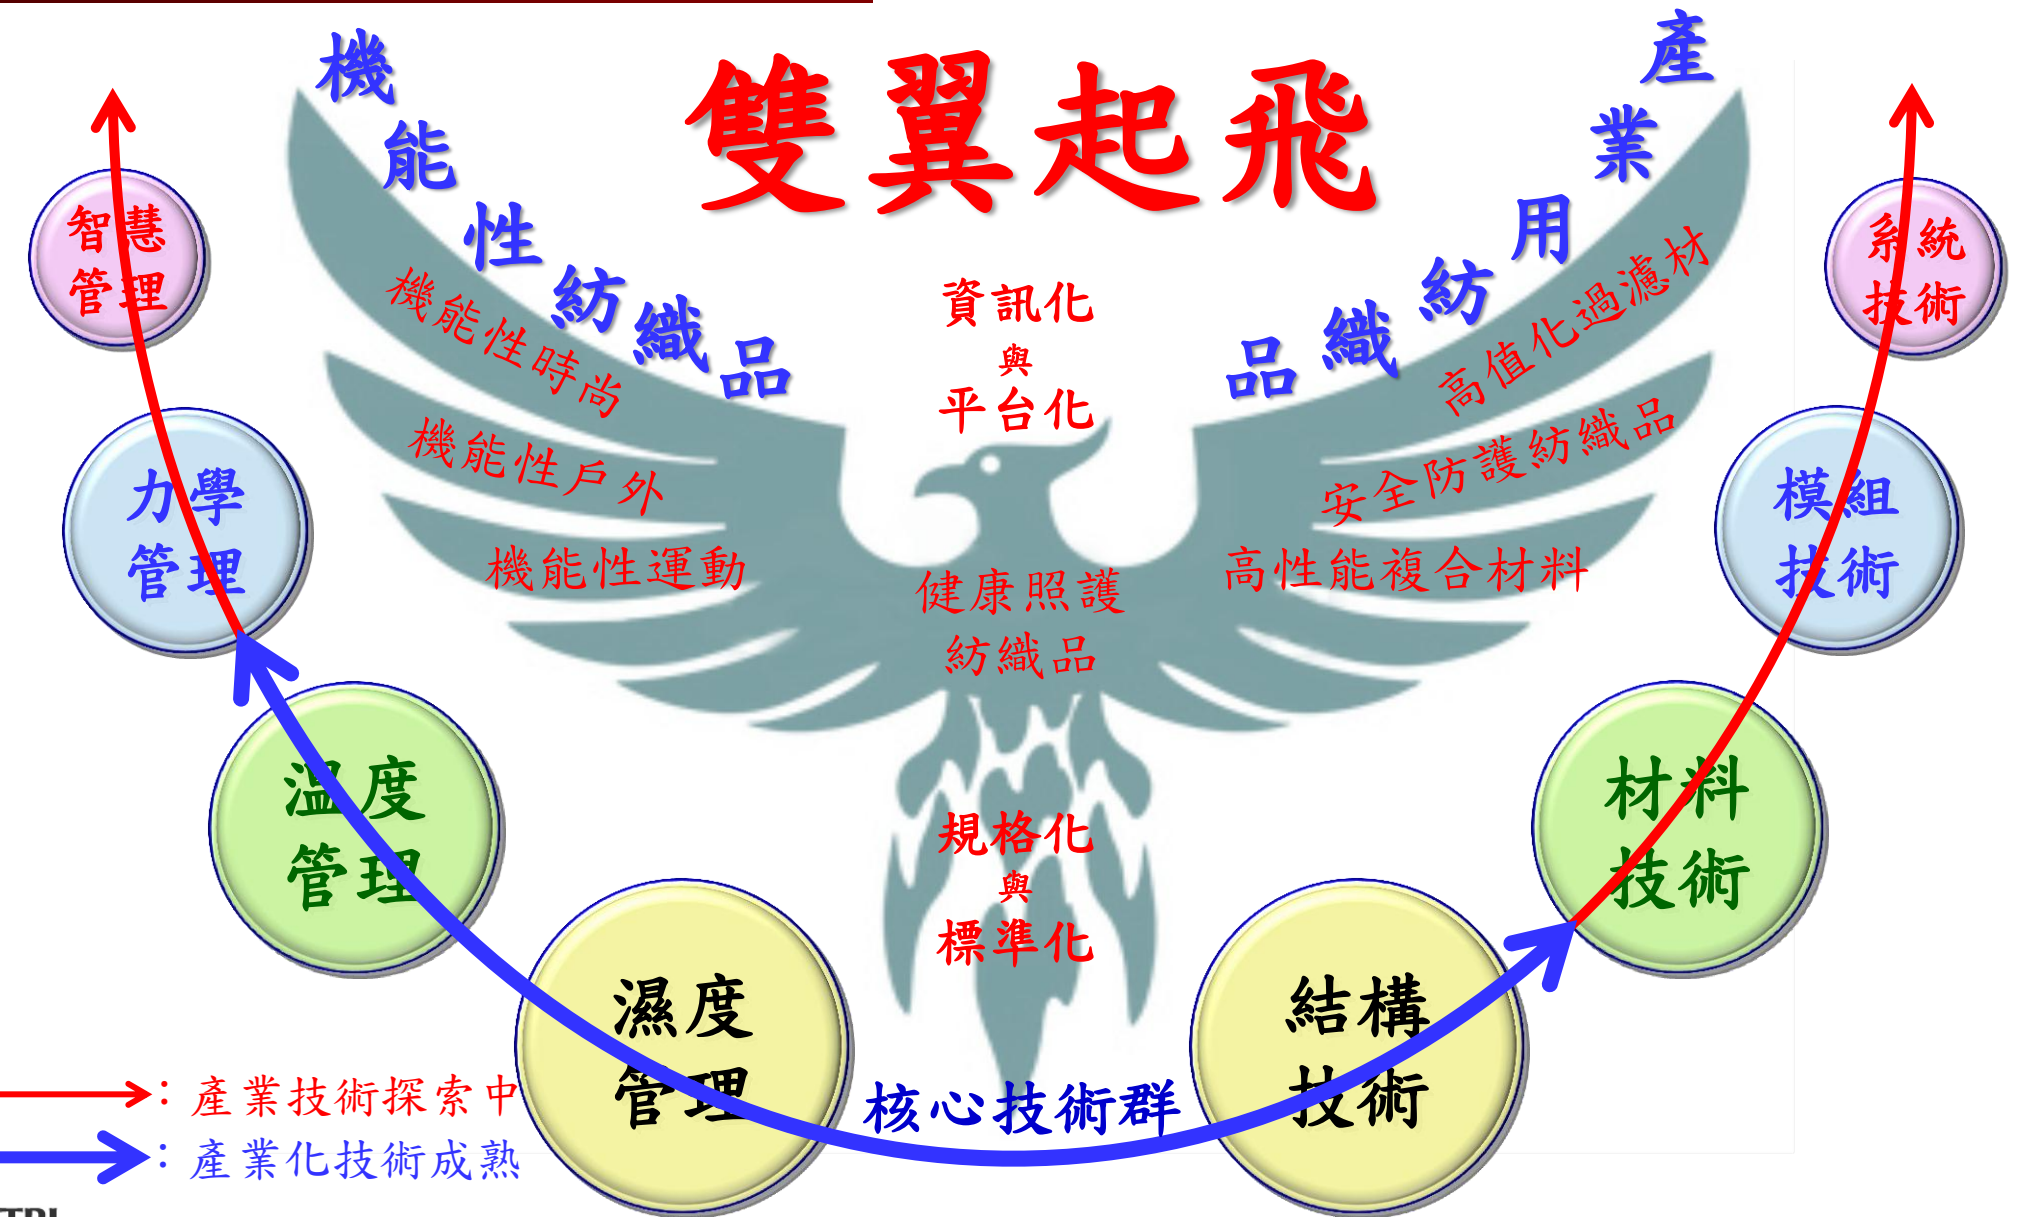 雙翼起飛
機能性紡織品
產業用紡織品
機能性時尚
機能性戶外
機能性運動
資訊化
與
平台化
高值化過濾材
安全防護紡織品
高性能複合材料
健康照護
紡織品
規格化
與
標準化
智慧
管理
力學
管理
溫度
管理
濕度
管理
核心技術群
結構
技術
材料
技術
模組
技術
系統
技術
：產業技術探索中
：產業化技術成熟